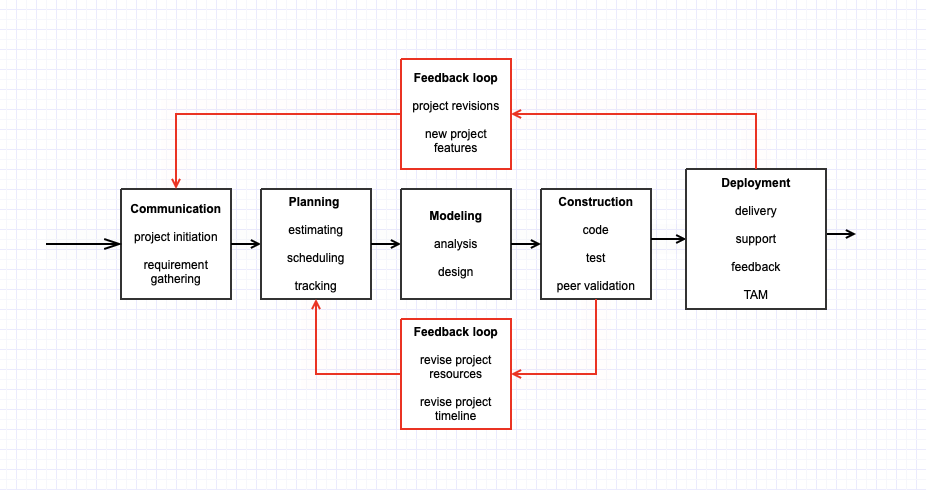 Feedback loop
project revisions
new project
features
Communication
project initiation
requirement
gathering
Planning
estimating
scheduling
tracking
Modeling
analysis
design
Construction
code
test
peer validation
Deployment
delivery
support
feedback
TAM
Feedback loop
revise project
resources
revise project
timeline